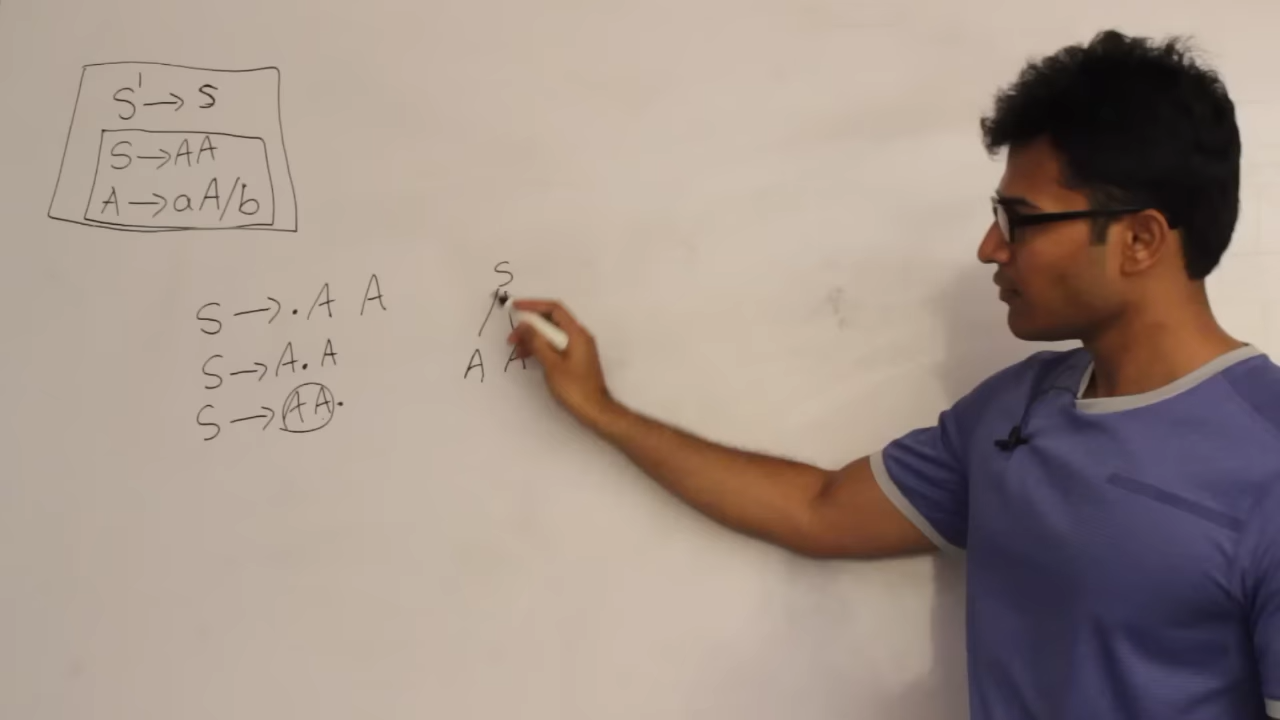 S' → S
S → AA
A → aA/b
S → .A A
S → A.A
S → AA.
S
A A